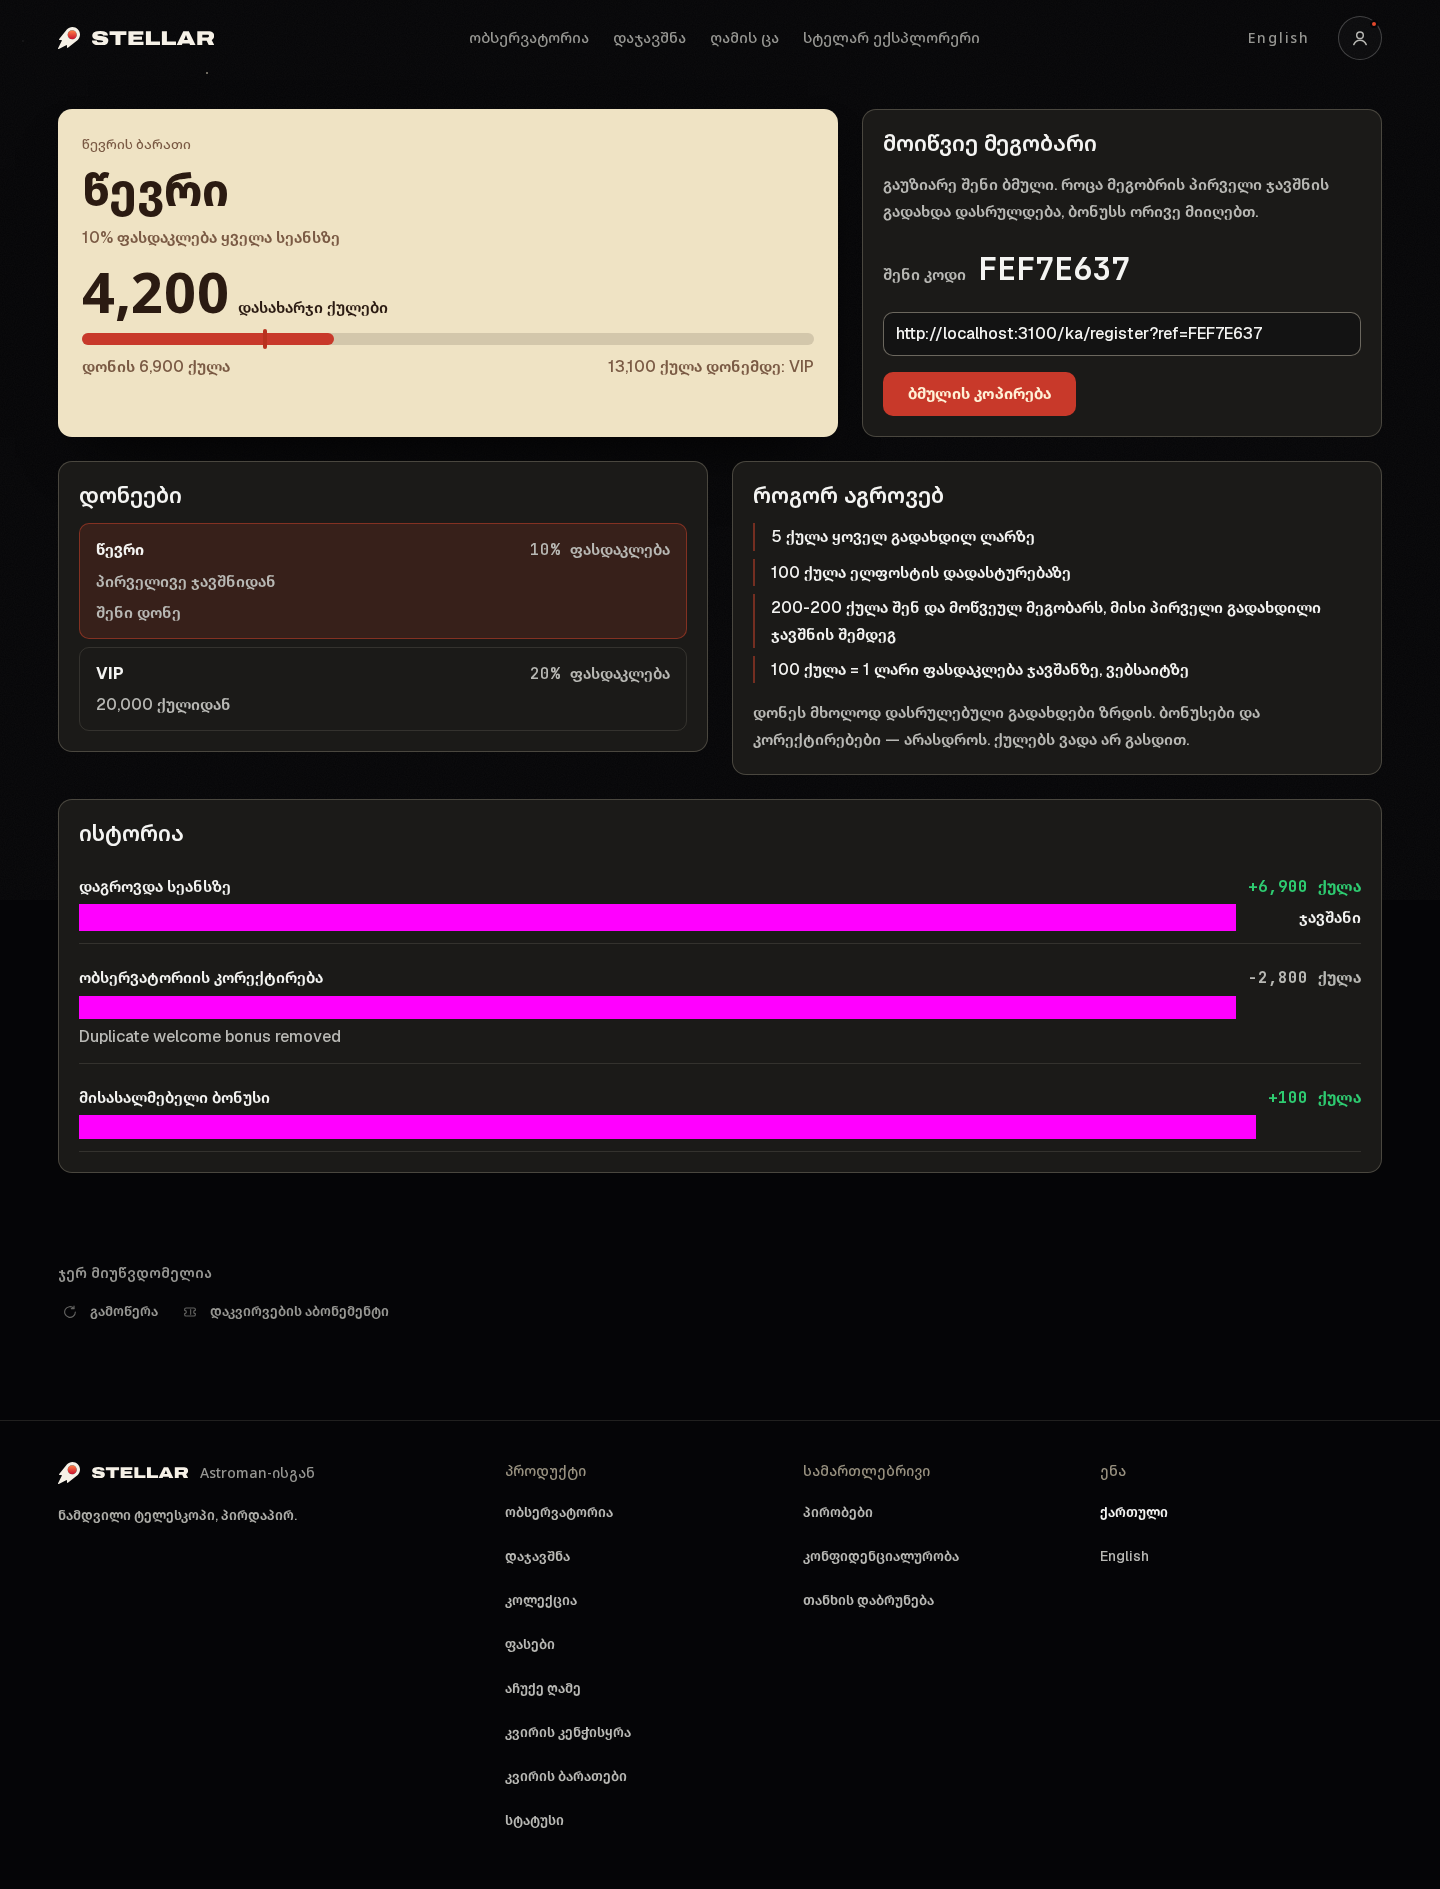 STELLAR
ობსერვატორია
დაჯავშნა
ღამის ცა
სტელარ ექსპლორერი
English
წევრის ბარათი
წევრი
10% ფასდაკლება ყველა სეანსზე
4,200 დასახარჯი ქულები
დონის 6,900 ქულა
13,100 ქულა დონემდე: VIP
მოიწვიე მეგობარი
გაუზიარე შენი ბმული. როცა მეგობრის პირველი ჯავშნის
გადახდა დასრულდება, ბონუსს ორივე მიიღებთ.
შენი კოდი FEF7E637
http://localhost:3100/ka/register?ref=FEF7E637
ბმულის კოპირება
დონეები
წევრი
10% ფასდაკლება
პირველივე ჯავშნიდან
შენი დონე
VIP
20% ფასდაკლება
20,000 ქულიდან
როგორ აგროვებ
5 ქულა ყოველ გადახდილ ლარზე
100 ქულა ელფოსტის დადასტურებაზე
200-200 ქულა შენ და მოწვეულ მეგობარს, მისი პირველი გადახდილი
ჯავშნის შემდეგ
100 ქულა = 1 ლარი ფასდაკლება ჯავშანზე, ვებსაიტზე
დონეს მხოლოდ დასრულებული გადახდები ზრდის. ბონუსები და
კორექტირებები — არასდროს. ქულებს ვადა არ გასდით.
ისტორია
დაგროვდა სეანსზე
+6,900 ქულა
ჯავშანი
ობსერვატორიის კორექტირება
-2,800 ქულა
Duplicate welcome bonus removed
მისასალმებელი ბონუსი
+100 ქულა
ჯერ მიუწვდომელია
გამოწერა
დაკვირვების აბონემენტი
STELLAR Astroman-ისგან
ნამდვილი ტელესკოპი, პირდაპირ.
პროდუქტი
ობსერვატორია
დაჯავშნა
კოლექცია
ფასები
აჩუქე ღამე
კვირის კენჭისყრა
კვირის ბარათები
სტატუსი
სამართლებრივი
პირობები
კონფიდენციალურობა
თანხის დაბრუნება
ენა
ქართული
English